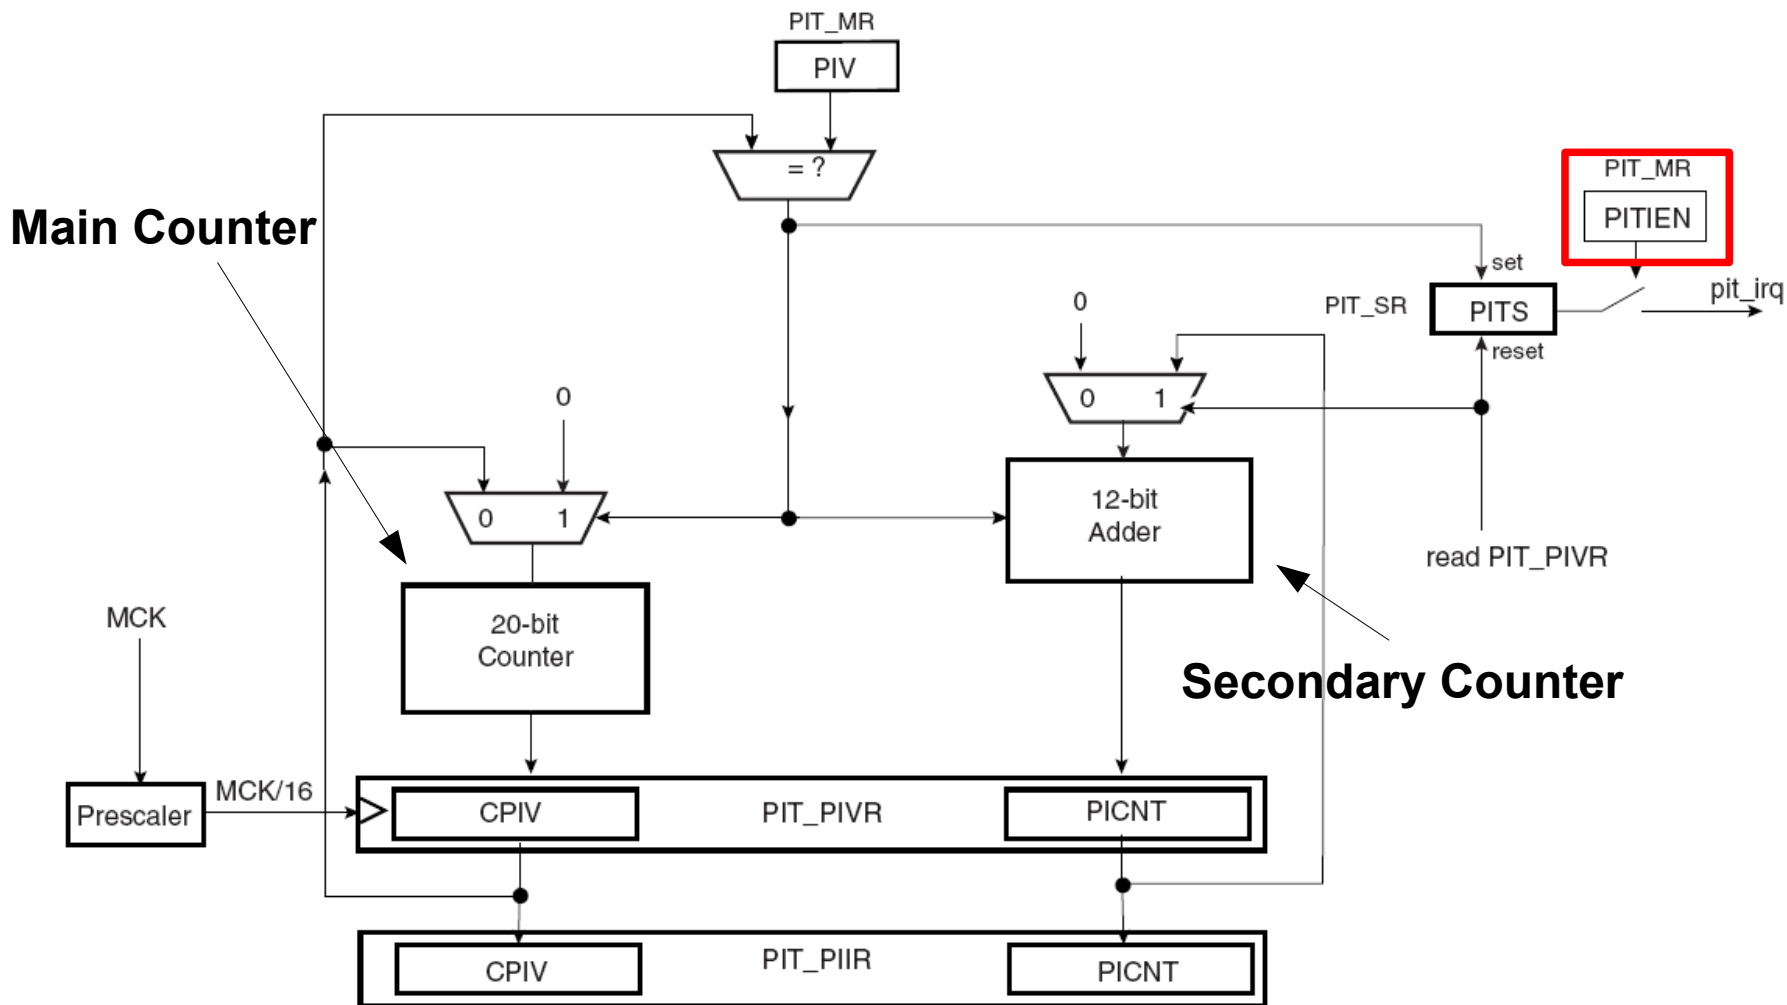 PIT_MR
PIV
= ?
PIT_MR
PITIEN
Main Counter
set
PIT_SR
PITS
pit_irq
reset
0
0 1
0
0 1
12-bit
Adder
read PIT_PIVR
20-bit
Counter
MCK
Secondary Counter
Prescaler
MCK/16
CPIV
PIT_PIVR
PICNT
CPIV
PIT_PIIR
PICNT